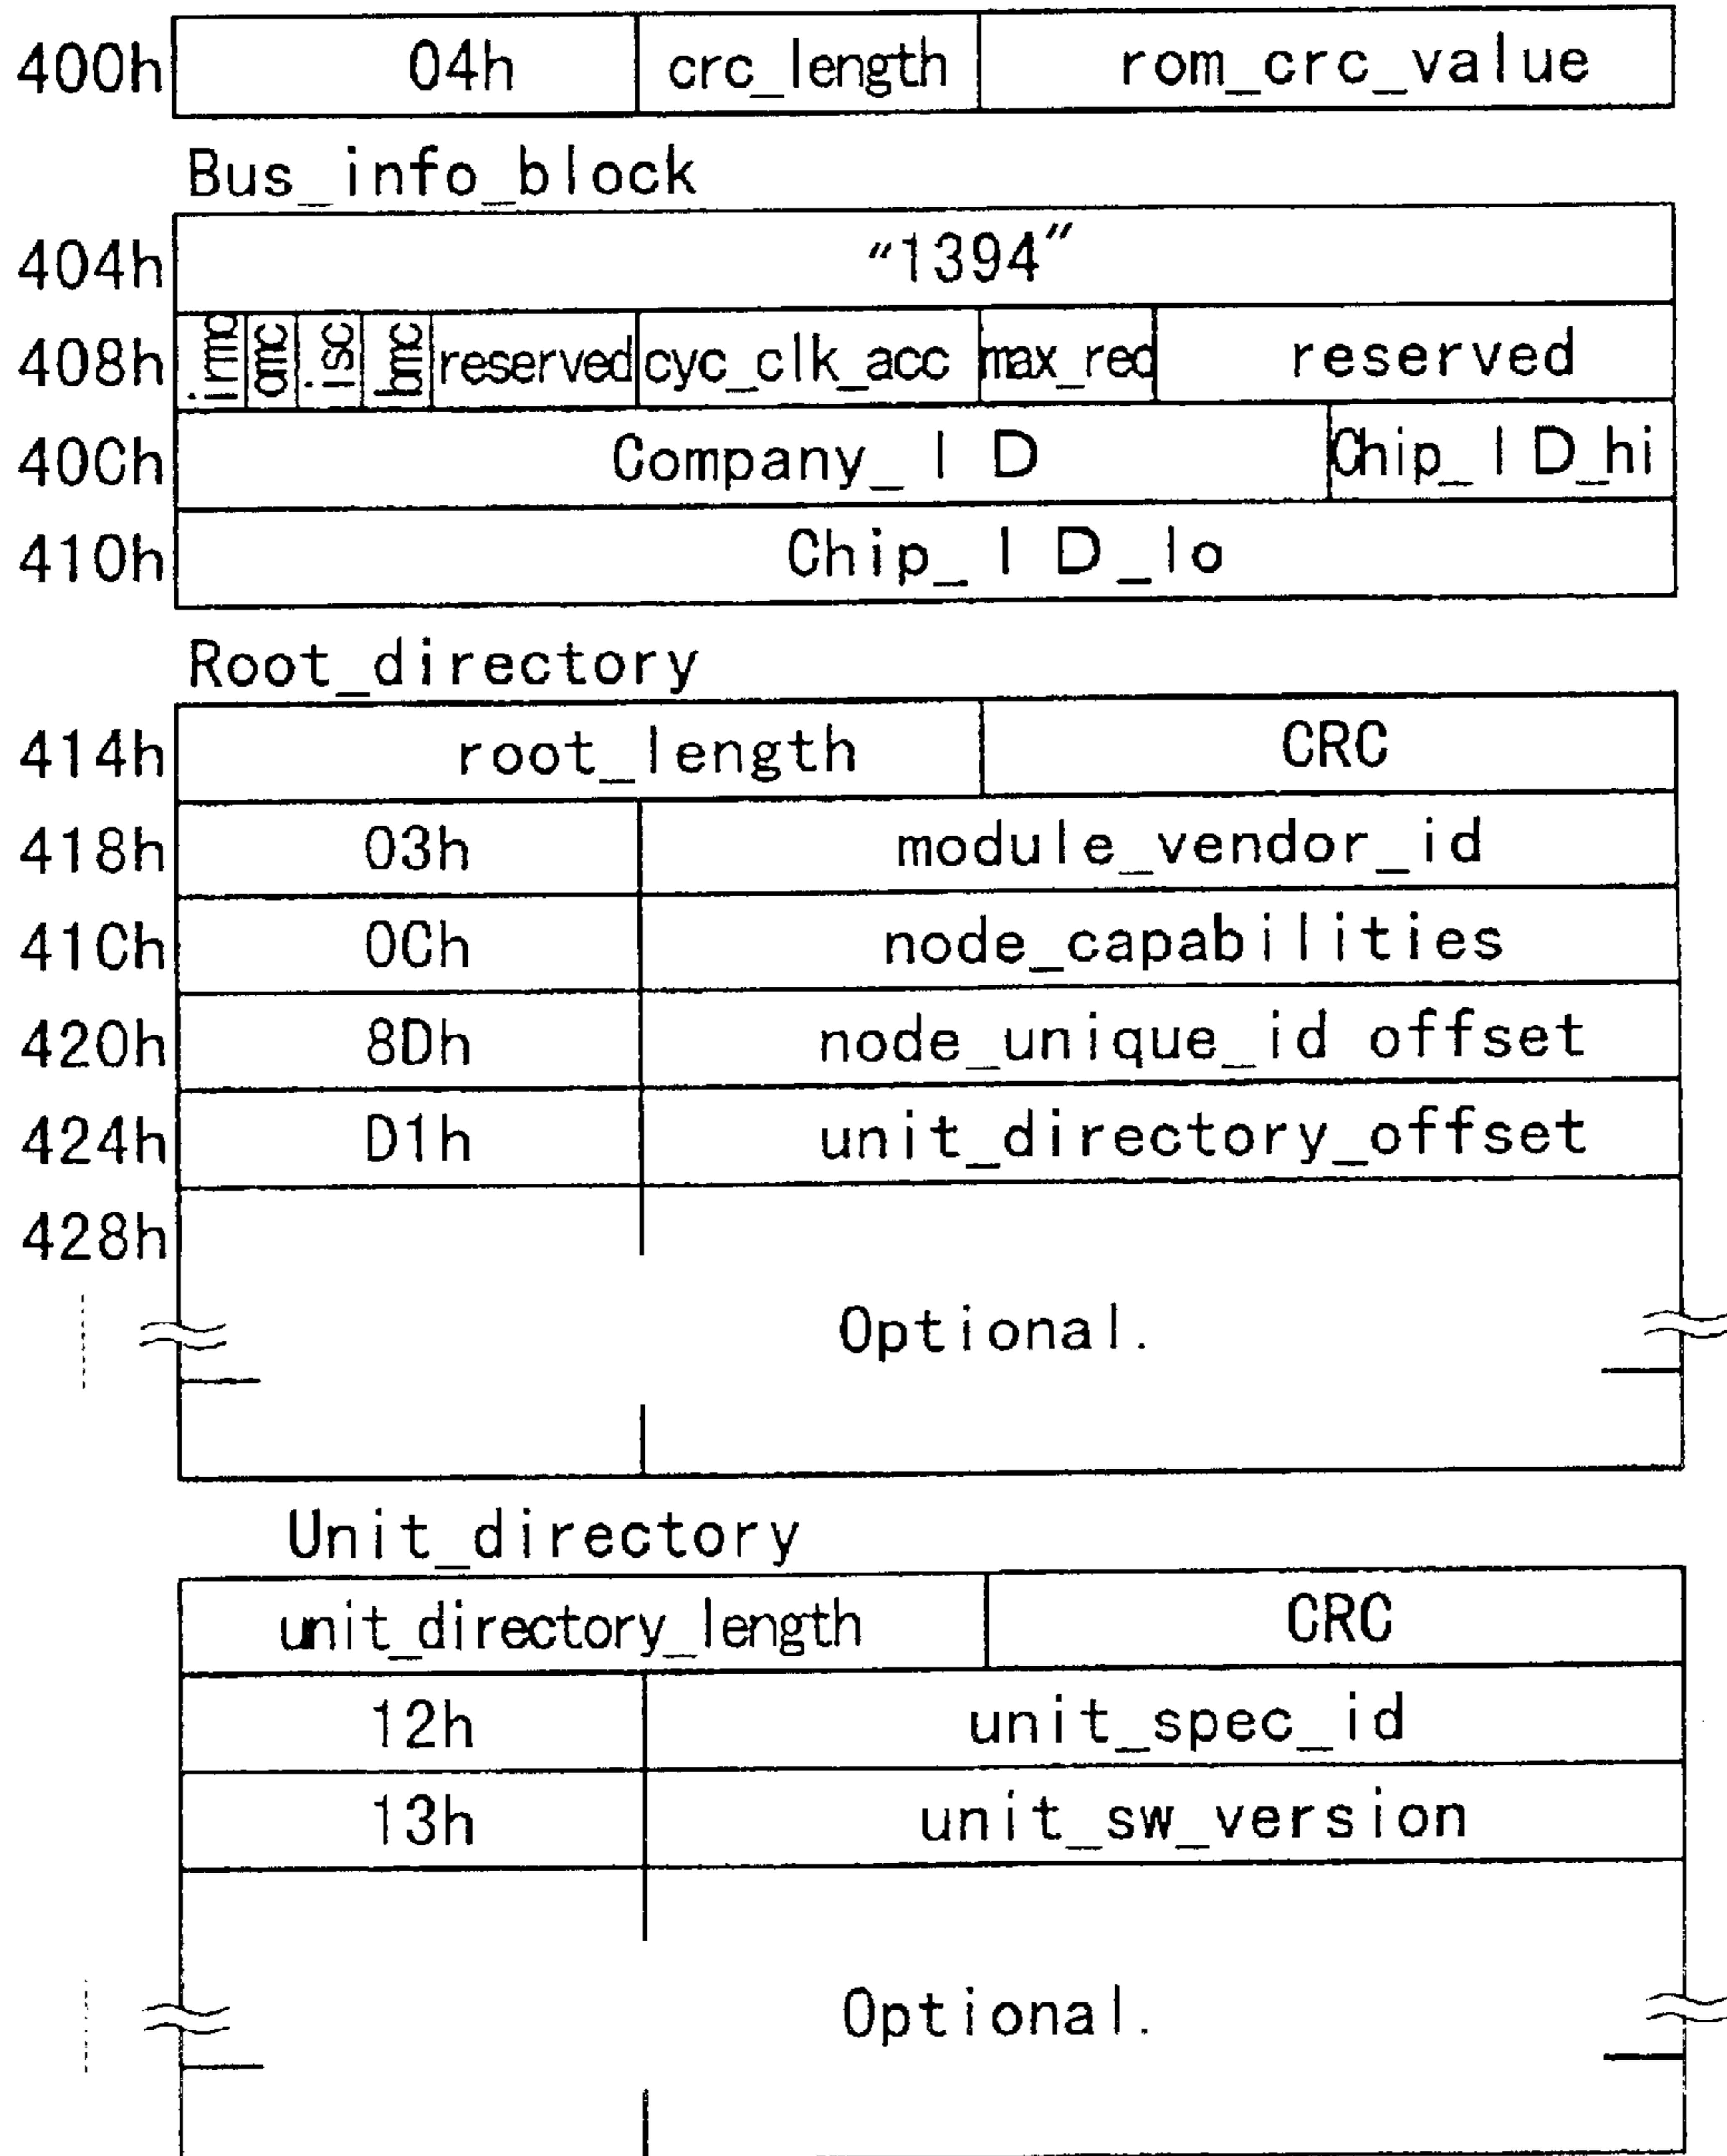 400h 04h crc_length rom_crc_value
Bus_info_block
404h "1394"
408h irmc cmc isc bmc reserved cyc_clk_acc max_rec reserved
40Ch Company_ID Chip_ID_hi
410h Chip_ID_lo
Root_directory
414h root_length CRC
418h 03h module_vendor_id
41Ch 0Ch node_capabilities
420h 8Dh node_unique_id offset
424h D1h unit_directory_offset
428h
Optional.
Unit_directory
unit_directory_length CRC
12h unit_spec_id
13h unit_sw_version
Optional.